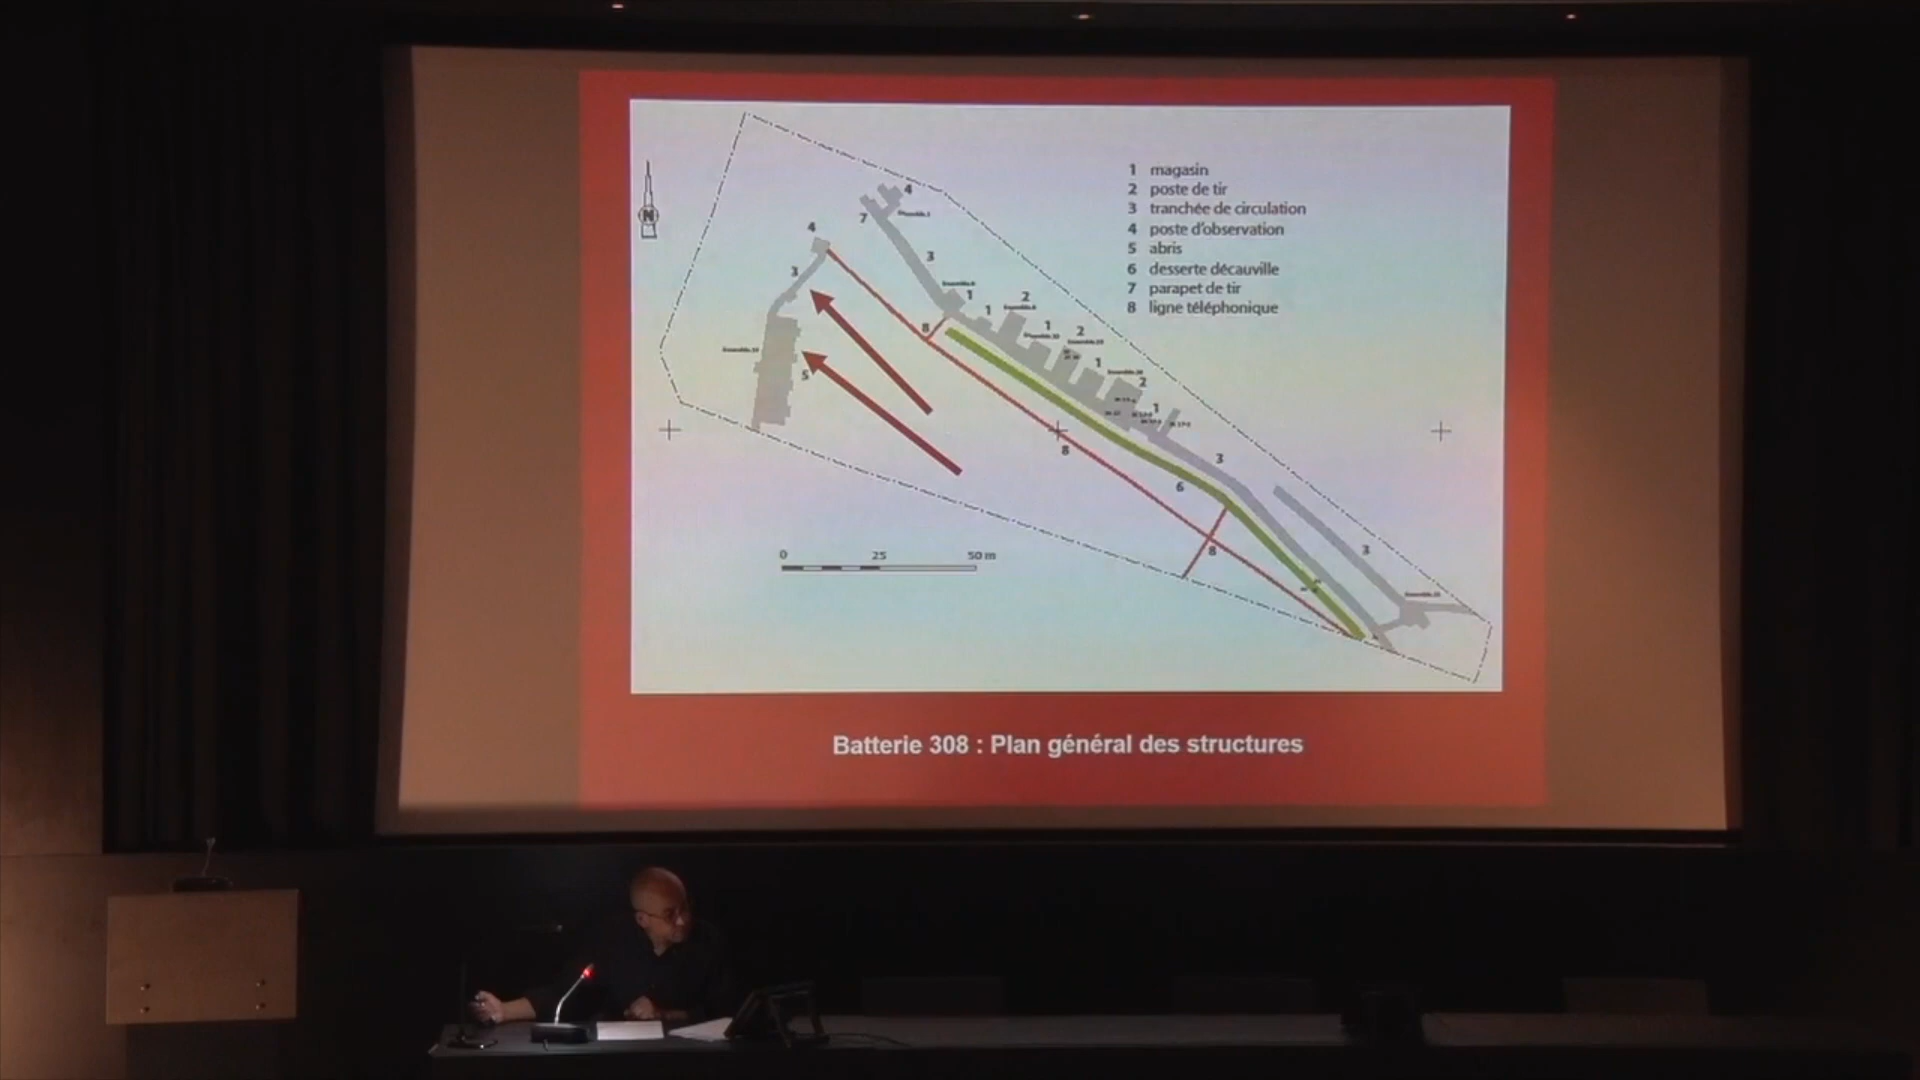 1 magasin
2 poste de tir
3 tranchée de circulation
4 poste d'observation
5 abris
6 desserte décauville
7 parapet de tir
8 ligne téléphonique
N
4
7
4
3
3
1
2
1
1
2
8
1
2
5
1
8
3
6
8
3
0 25 50 m
Batterie 308 : Plan général des structures